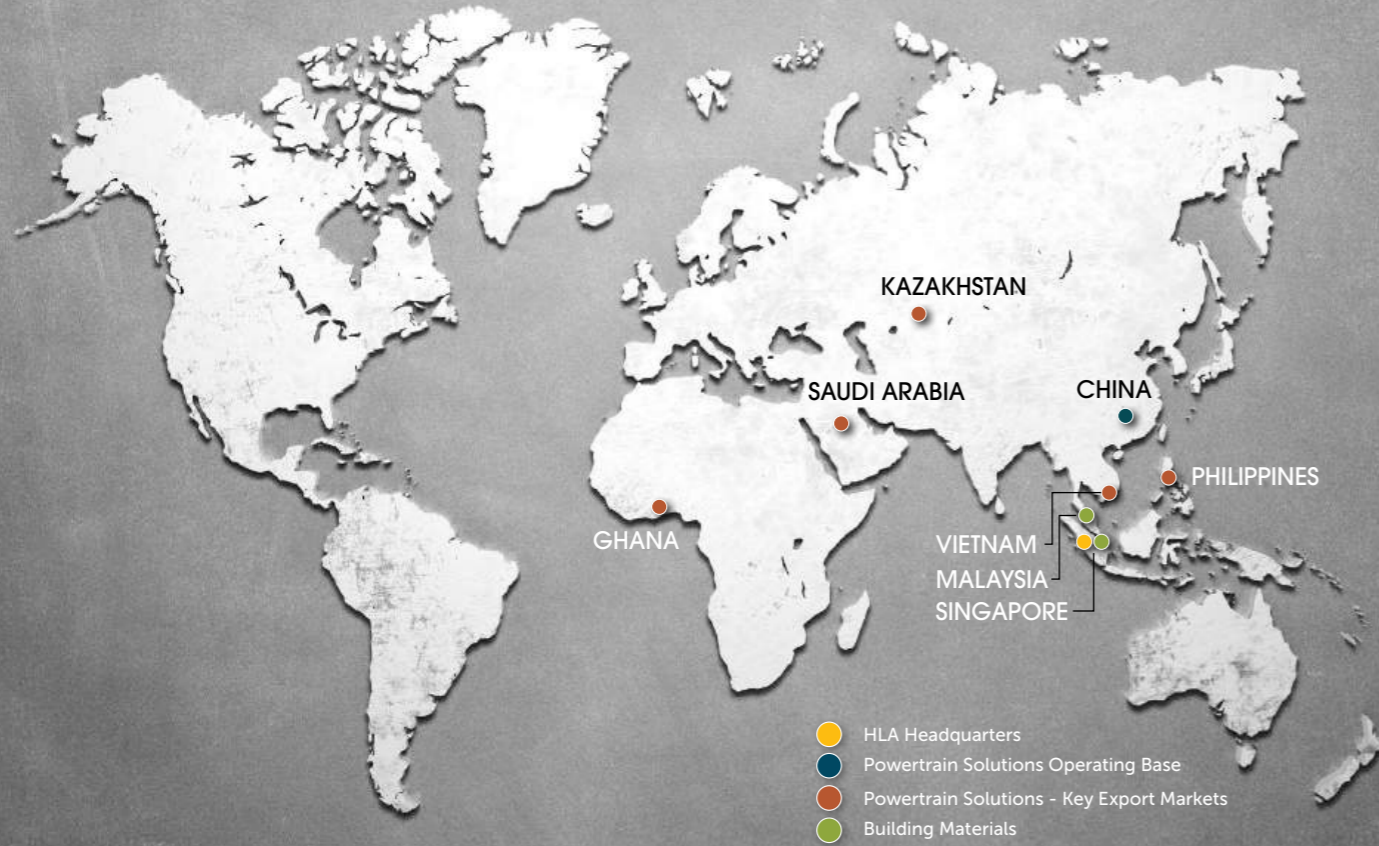 KAZAKHSTAN
SAUDI ARABIA
CHINA
PHILIPPINES
GHANA
VIETNAM
MALAYSIA
SINGAPORE
HLA Headquarters
Powertrain Solutions Operating Base
Powertrain Solutions - Key Export Markets
Building Materials